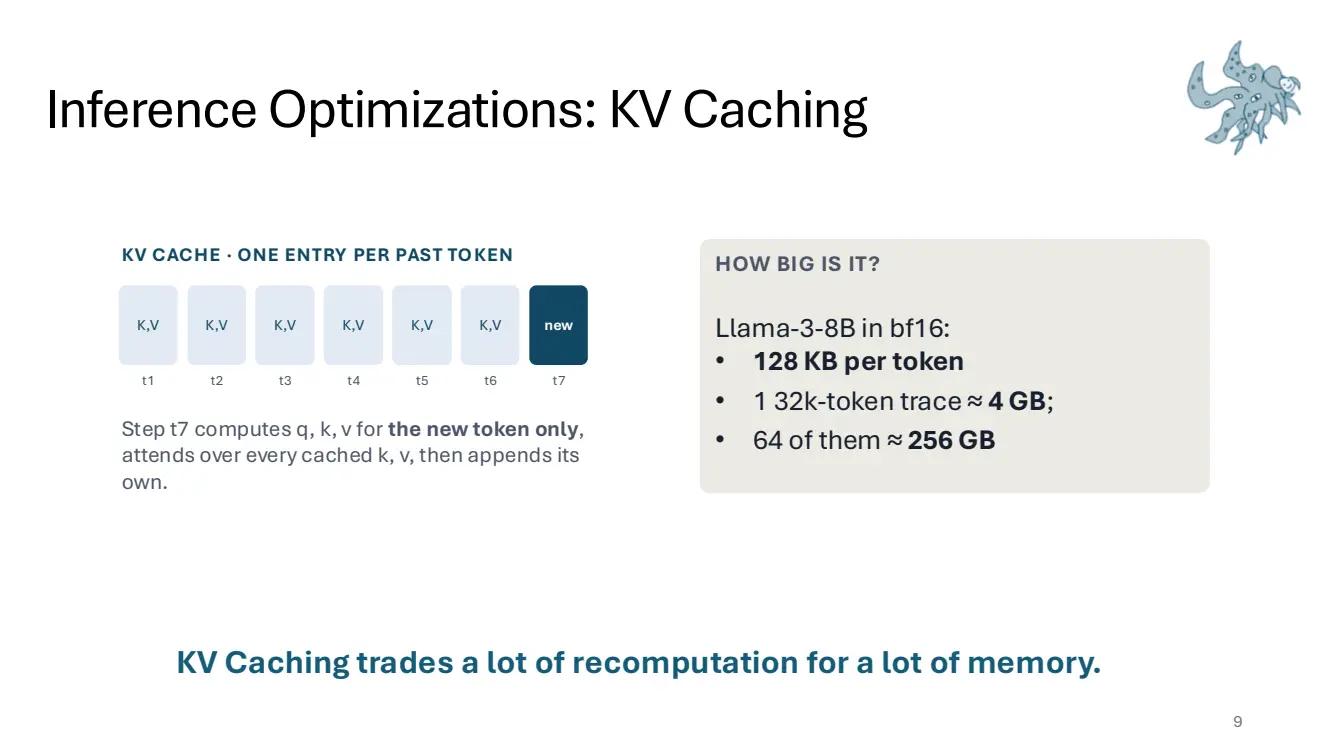 Inference Optimizations: KV Caching
KV CACHE · ONE ENTRY PER PAST TOKEN
K,V K,V K,V K,V K,V K,V new
t1 t2 t3 t4 t5 t6 t7
Step t7 computes q, k, v for the new token only,
attends over every cached k, v, then appends its
own.
HOW BIG IS IT?
Llama-3-8B in bf16:
• 128 KB per token
• 1 32k-token trace ≈ 4 GB;
• 64 of them ≈ 256 GB
KV Caching trades a lot of recomputation for a lot of memory.
9